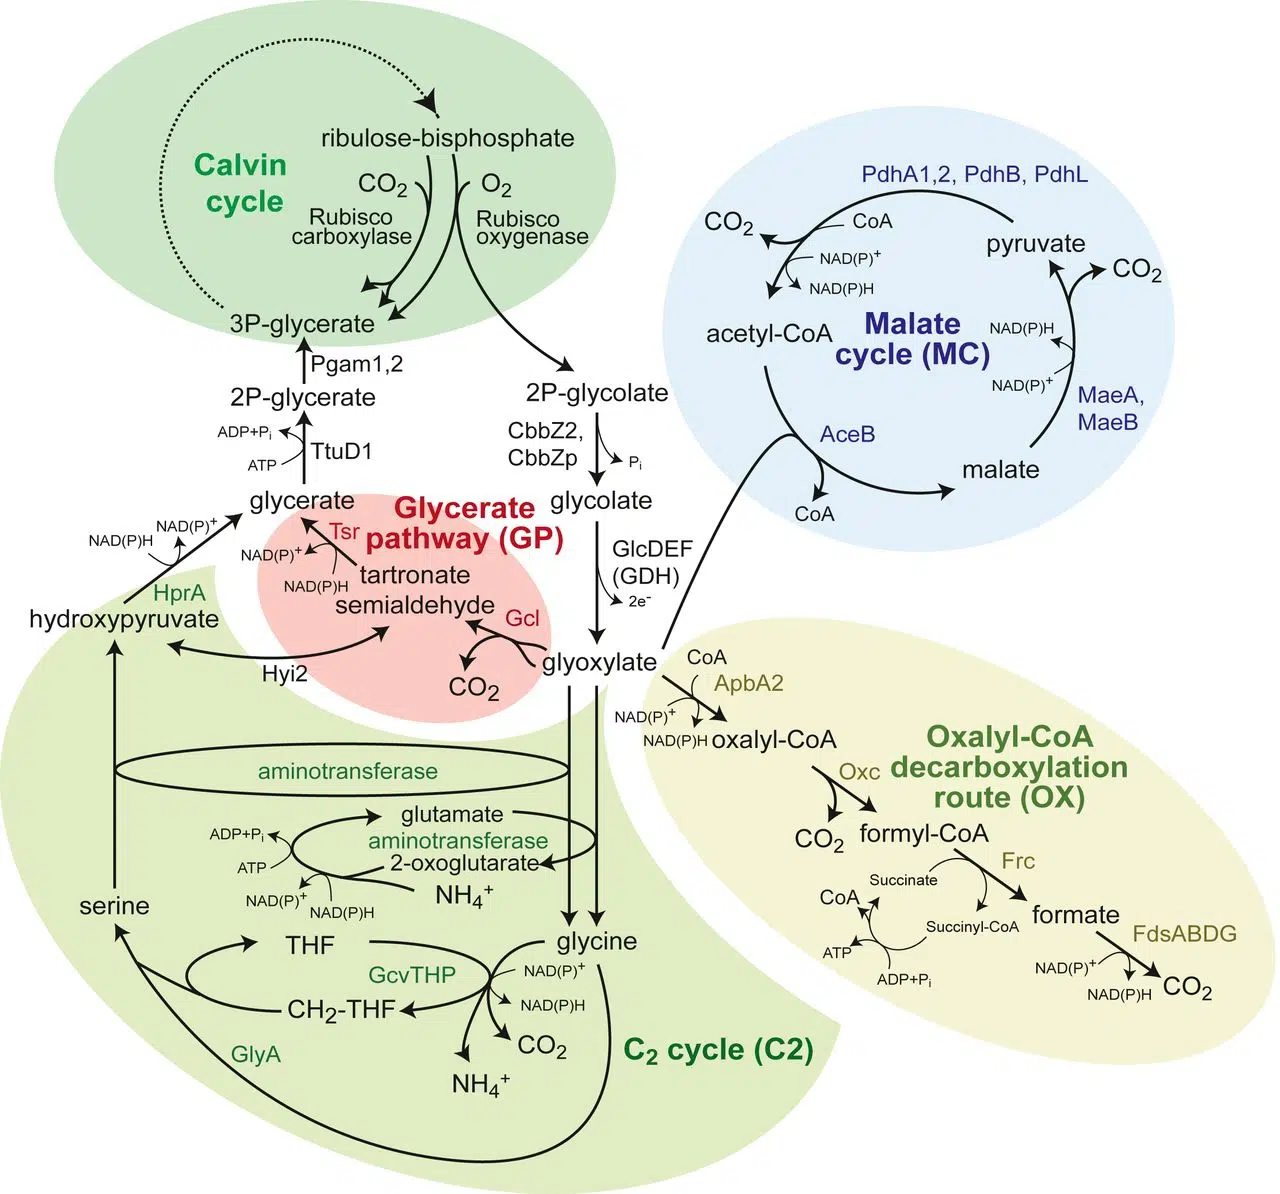 Calvin
cycle
ribulose-bisphosphate
CO2
O2
Rubisco
carboxylase
Rubisco
oxygenase
3P-glycerate
Pgam1,2
2P-glycerate
ADP+Pi
ATP
TtuD1
glycerate
2P-glycolate
CbbZ2,
CbbZp
Pi
glycolate
GlcDEF
(GDH)
2e-
glyoxylate
PdhA1,2, PdhB, PdhL
CO2
CoA
NAD(P)+
NAD(P)H
pyruvate
CO2
acetyl-CoA
Malate
cycle (MC)
NAD(P)H
NAD(P)+
MaeA,
MaeB
AceB
malate
CoA
Glycerate
pathway (GP)
Tsr
NAD(P)+
NAD(P)H
tartronate
semialdehyde
Gcl
CO2
NAD(P)H
NAD(P)+
HprA
hydroxypyruvate
Hyi2
aminotransferase
glutamate
aminotransferase
2-oxoglutarate
ADP+Pi
ATP
NAD(P)+
NAD(P)H
NH4+
serine
THF
GcvTHP
CH2-THF
glycine
NAD(P)+
NAD(P)H
CO2
NH4+
GlyA
C2 cycle (C2)
CoA
ApbA2
NAD(P)+
NAD(P)H
oxalyl-CoA
Oxalyl-CoA
decarboxylation
route (OX)
Oxc
CO2
formyl-CoA
Frc
Succinate
Succinyl-CoA
CoA
ATP
ADP+Pi
formate
FdsABDG
NAD(P)+
NAD(P)H
CO2